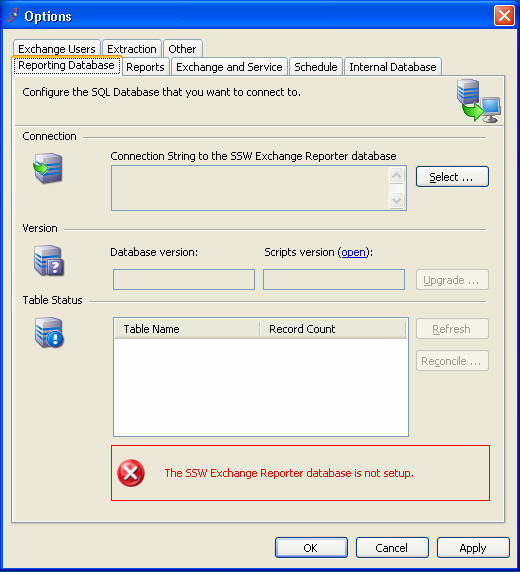 Options
Exchange Users Extraction Other
Reporting Database Reports Exchange and Service Schedule Internal Database
Configure the SQL Database that you want to connect to.
Connection
Connection String to the SSW Exchange Reporter database
Select ...
Version
Database version: Scripts version (open):
Upgrade ...
Table Status
Table Name Record Count
Refresh
Reconcile ...
The SSW Exchange Reporter database is not setup.
OK Cancel Apply